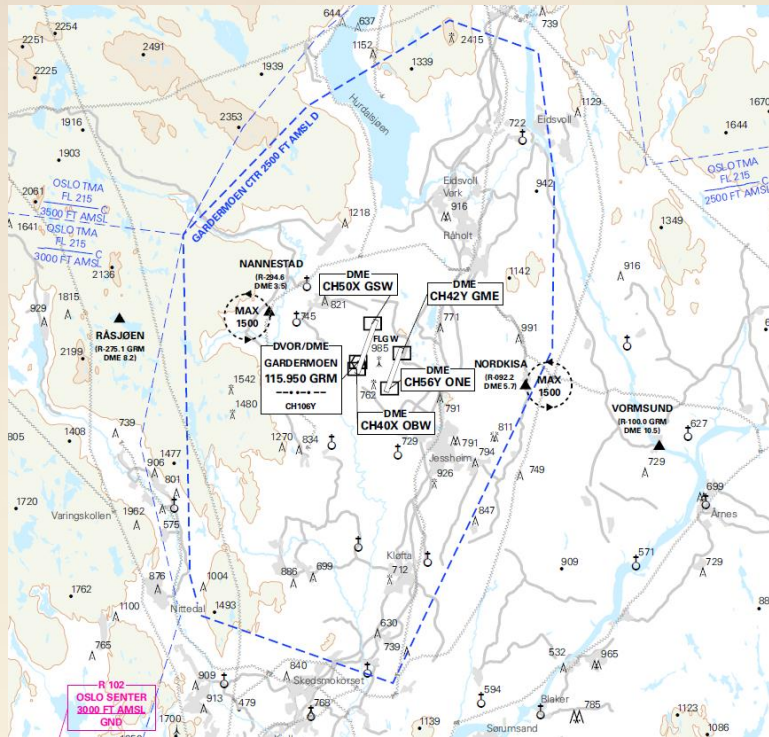 644
637
739
2254
2251
2491
1152
2415
1339
2225
1939
2353
1129
1670
1644
1916
1903
Hurdalsjøen
722
Eidsvoll
GARDERMOEN CTR 2500 FT AMSL D
OSLO TMA
FL 215
C
3500 FT AMSL
OSLO TMA
FL 215
C
3000 FT AMSL
OSLO TMA
FL 215
C
2500 FT AMSL
2061
1641
Eidsvoll
Verk
942
916
1218
Råholt
1349
2136
NANNESTAD
(R-294.6
DME 3.5)
MAX
1500
745
821
DME
CH50X GSW
DME
CH42Y GME
1142
916
929
1815
RÅSJØEN
(R-275.1 GRM
DME 8.2)
2199
771
991
FLG W
985
DVOR/DME
GARDERMOEN
115.950 GRM
CH106Y
DME
CH56Y ONE
NORDKISA
(R-092.2
DME 5.7)
MAX
1500
762
1542
1480
DME
CH40X OBW
791
VORMSUND
(R-100.0 GRM
DME 10.5)
627
739
805
1408
1270
834
729
791
811
794
Jessheim
926
749
729
1477
906
801
699
Årnes
1720
Varingskollen
1962
575
847
Kløfta
712
886
699
909
571
729
1762
876
1004
1493
Nittedal
1100
765
630
739
532
965
R 102
OSLO SENTER
3000 FT AMSL
GND
909
913
479
840
Skedsmokorset
768
594
Blaker
785
1700
1139
Sørumsand
1123
1086